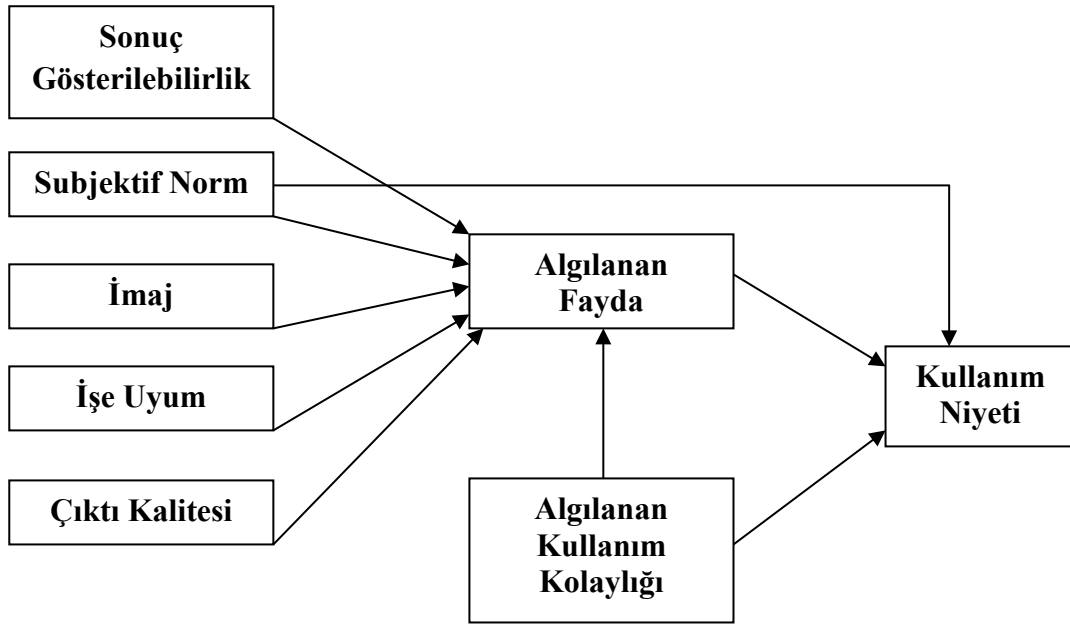 Sonuç
Gösterilebilirlik
Subjektif Norm
İmaj
İşe Uyum
Çıktı Kalitesi
Algılanan
Fayda
Algılanan
Kullanım
Kolaylığı
Kullanım
Niyeti